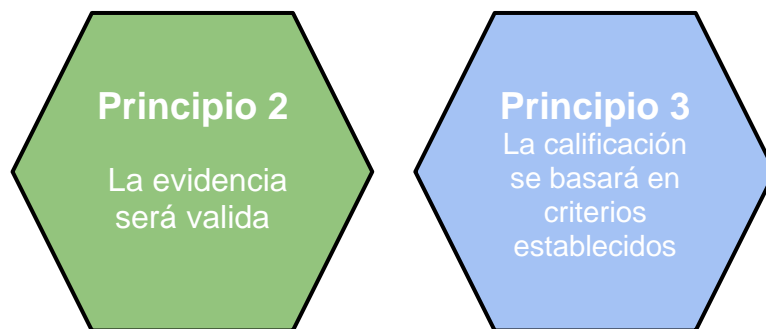 Principio 2
La evidencia
será valida
Principio 3
La calificación
se basará en
criterios
establecidos